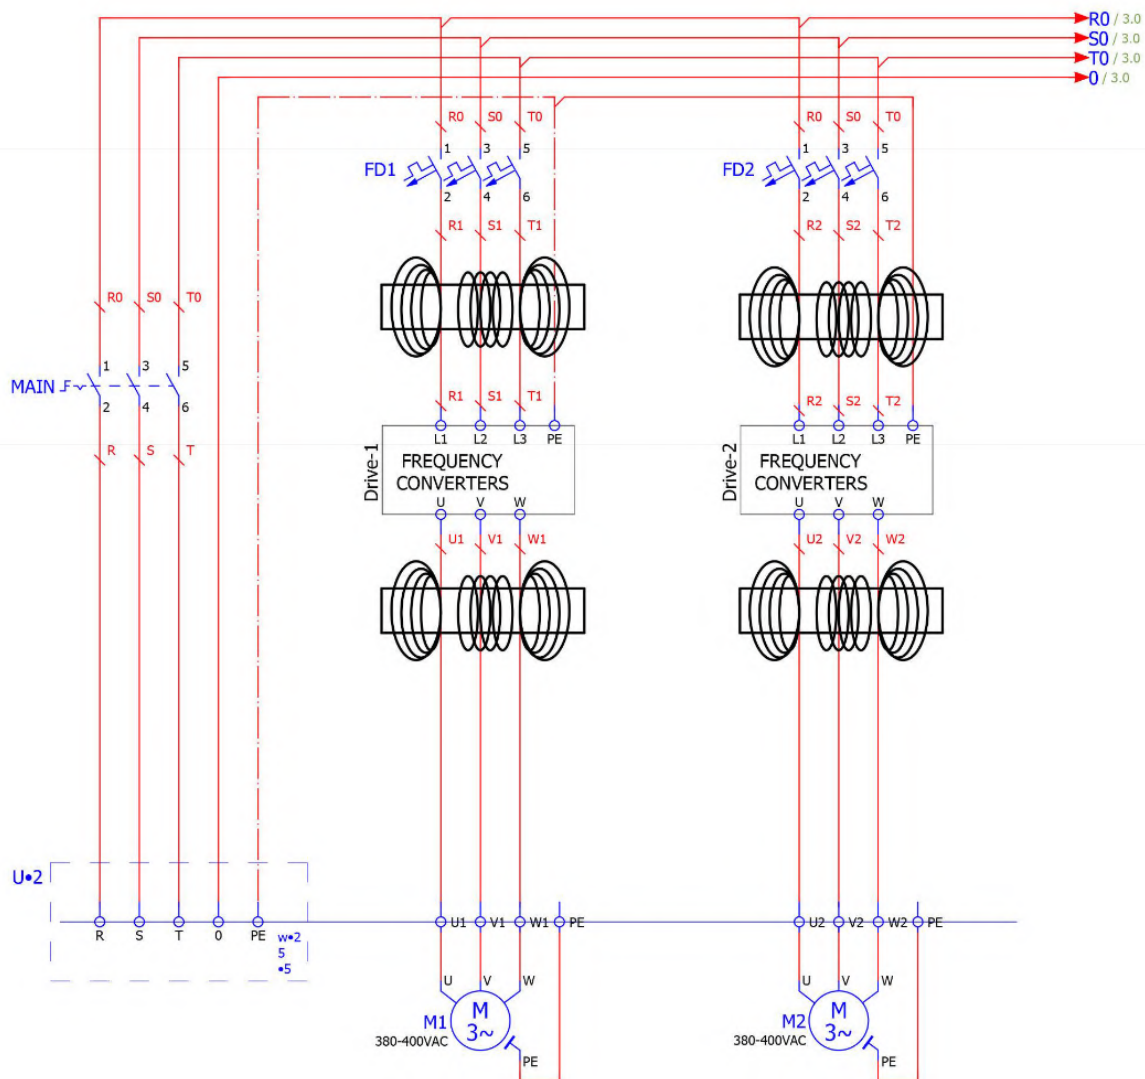 R0 / 3.0
S0 / 3.0
T0 / 3.0
0 / 3.0
R0 S0 T0 R0 S0 T0
1 3 5 1 3 5
FD1 FD2
2 4 6 2 4 6
R1 S1 T1 R2 S2 T2
R0 S0 T0
1 3 5
MAIN
2 4 6
R1 S1 T1 R2 S2 T2
L1 L2 L3 PE L1 L2 L3 PE
R S T
Drive-1
FREQUENCY
CONVERTERS
Drive-2
FREQUENCY
CONVERTERS
U V W U V W
U1 V1 W1 U2 V2 W2
U•2
U1 V1 W1 PE U2 V2 W2 PE
R S T 0 PE
w•2
5
•5
U V W U V W
M1
380-400VAC
M
3~
PE
M2
380-400VAC
M
3~
PE